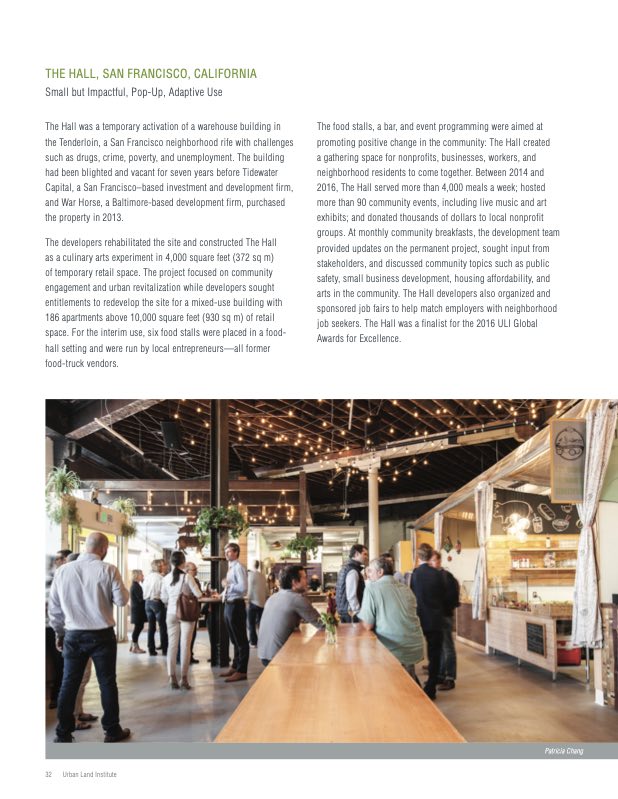 THE HALL, SAN FRANCISCO, CALIFORNIA
Small but Impactful, Pop-Up, Adaptive Use
The Hall was a temporary activation of a warehouse building in
the Tenderloin, a San Francisco neighborhood rife with challenges
such as drugs, crime, poverty, and unemployment. The building
had been blighted and vacant for seven years before Tidewater
Capital, a San Francisco–based investment and development firm,
and War Horse, a Baltimore-based development firm, purchased
the property in 2013.
The developers rehabilitated the site and constructed The Hall
as a culinary arts experiment in 4,000 square feet (372 sq m)
of temporary retail space. The project focused on community
engagement and urban revitalization while developers sought
entitlements to redevelop the site for a mixed-use building with
186 apartments above 10,000 square feet (930 sq m) of retail
space. For the interim use, six food stalls were placed in a food-
hall setting and were run by local entrepreneurs—all former
food-truck vendors.
The food stalls, a bar, and event programming were aimed at
promoting positive change in the community: The Hall created
a gathering space for nonprofits, businesses, workers, and
neighborhood residents to come together. Between 2014 and
2016, The Hall served more than 4,000 meals a week; hosted
more than 90 community events, including live music and art
exhibits; and donated thousands of dollars to local nonprofit
groups. At monthly community breakfasts, the development team
provided updates on the permanent project, sought input from
stakeholders, and discussed community topics such as public
safety, small business development, housing affordability, and
arts in the community. The Hall developers also organized and
sponsored job fairs to help match employers with neighborhood
job seekers. The Hall was a finalist for the 2016 ULI Global
Awards for Excellence.
Patricia Chang
32 Urban Land Institute